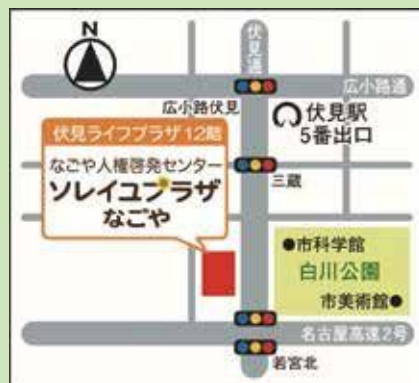 N
伏見通
広小路通
広小路伏見
伏見駅
5番出口
伏見ライフプラザ12階
なごや人権啓発センター
ソレイユプラザ
なごや
三蔵
●市科学館
白川公園
市美術館●
名古屋高速2号
若宮北